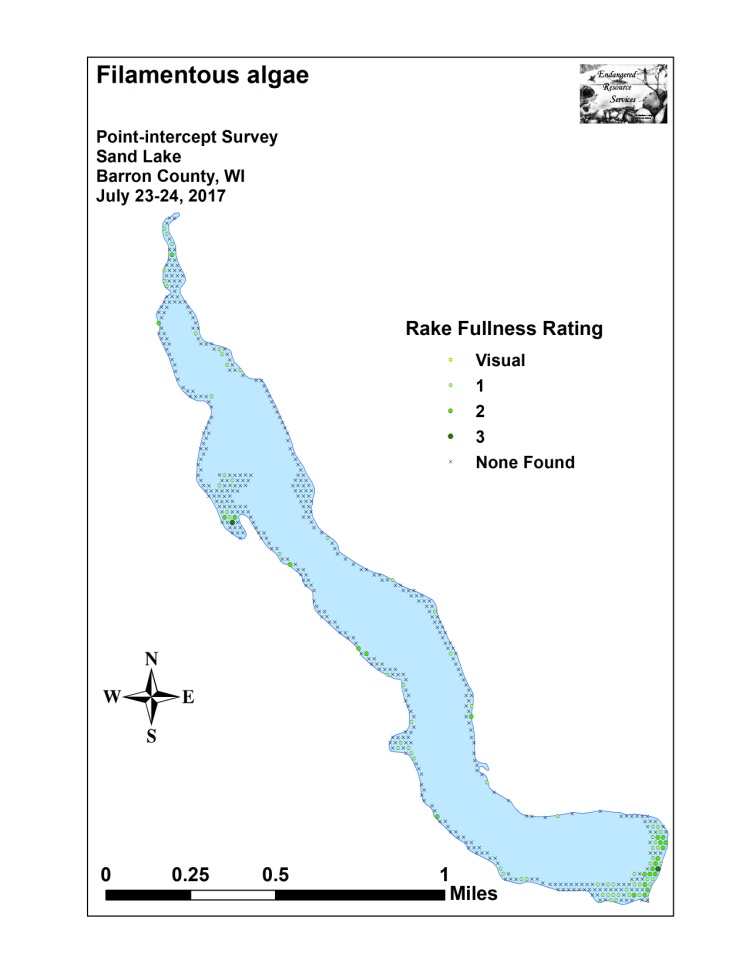 Filamentous algae
Endangered
Resource
Services
Point-intercept Survey
Sand Lake
Barron County, WI
July 23-24, 2017
Rake Fullness Rating
Visual
1
2
3
None Found
N
W E
S
0 0.25 0.5 1
Miles